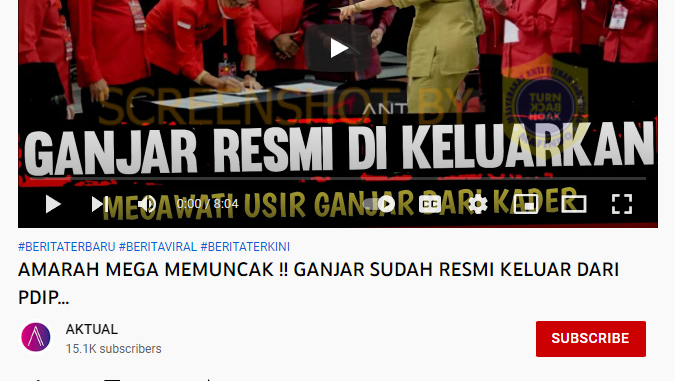 SCREENSHOT BY
TURN
BACK
HOAX
ANT
GANJAR RESMI DI KELUARKAN
MEGAWATI USIR GANJAR DARI KADER
0:00 / 8:04
CC
#BERITATERBARU #BERITAVIRAL #BERITATERKINI
AMARAH MEGA MEMUNCAK !! GANJAR SUDAH RESMI KELUAR DARI
PDIP...
AKTUAL
15.1K subscribers
SUBSCRIBE